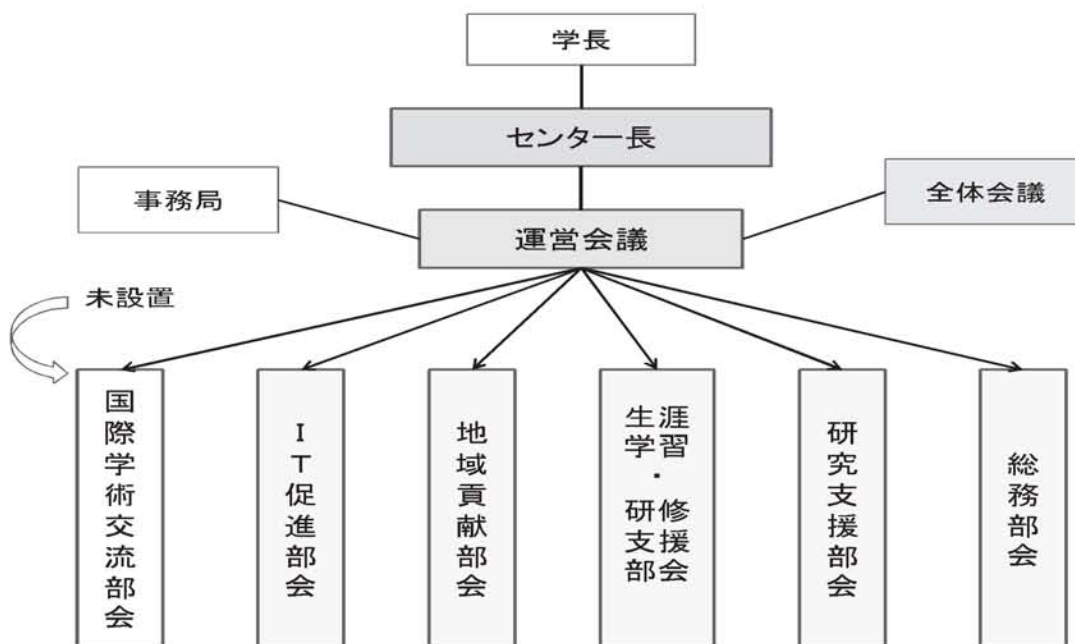 学長
センター長
事務局
全体会議
運営会議
未設置
国際学術交流部会
IT促進部会
地域貢献部会
生涯学習・研修支援部会
研究支援部会
総務部会